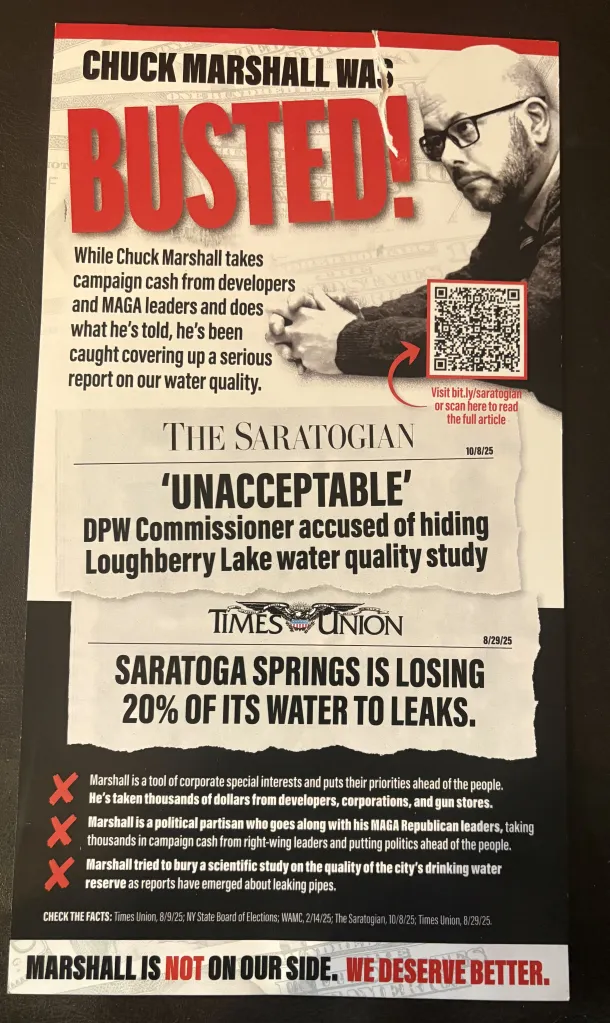 CHUCK MARSHALL WAS
BUSTED!
While Chuck Marshall takes
campaign cash from developers
and MAGA leaders and does
what he's told, he's been
caught covering up a serious
report on our water quality.
Visit bit.ly/saratogian
or scan here to read
the full article
THE SARATOGIAN
10/8/25
'UNACCEPTABLE'
DPW Commissioner accused of hiding
Loughberry Lake water quality study
TIMES UNION
8/29/25
SARATOGA SPRINGS IS LOSING
20% OF ITS WATER TO LEAKS.
Marshall is a tool of corporate special interests and puts their priorities ahead of the people.
He's taken thousands of dollars from developers, corporations, and gun stores.
Marshall is a political partisan who goes along with his MAGA Republican leaders, taking
thousands in campaign cash from right-wing leaders and putting politics ahead of the people.
Marshall tried to bury a scientific study on the quality of the city's drinking water
reserve as reports have emerged about leaking pipes.
CHECK THE FACTS: Times Union, 8/9/25; NY State Board of Elections; WAMC, 2/14/25; The Saratogian, 10/8/25; Times Union, 8/29/25.
MARSHALL IS NOT ON OUR SIDE. WE DESERVE BETTER.